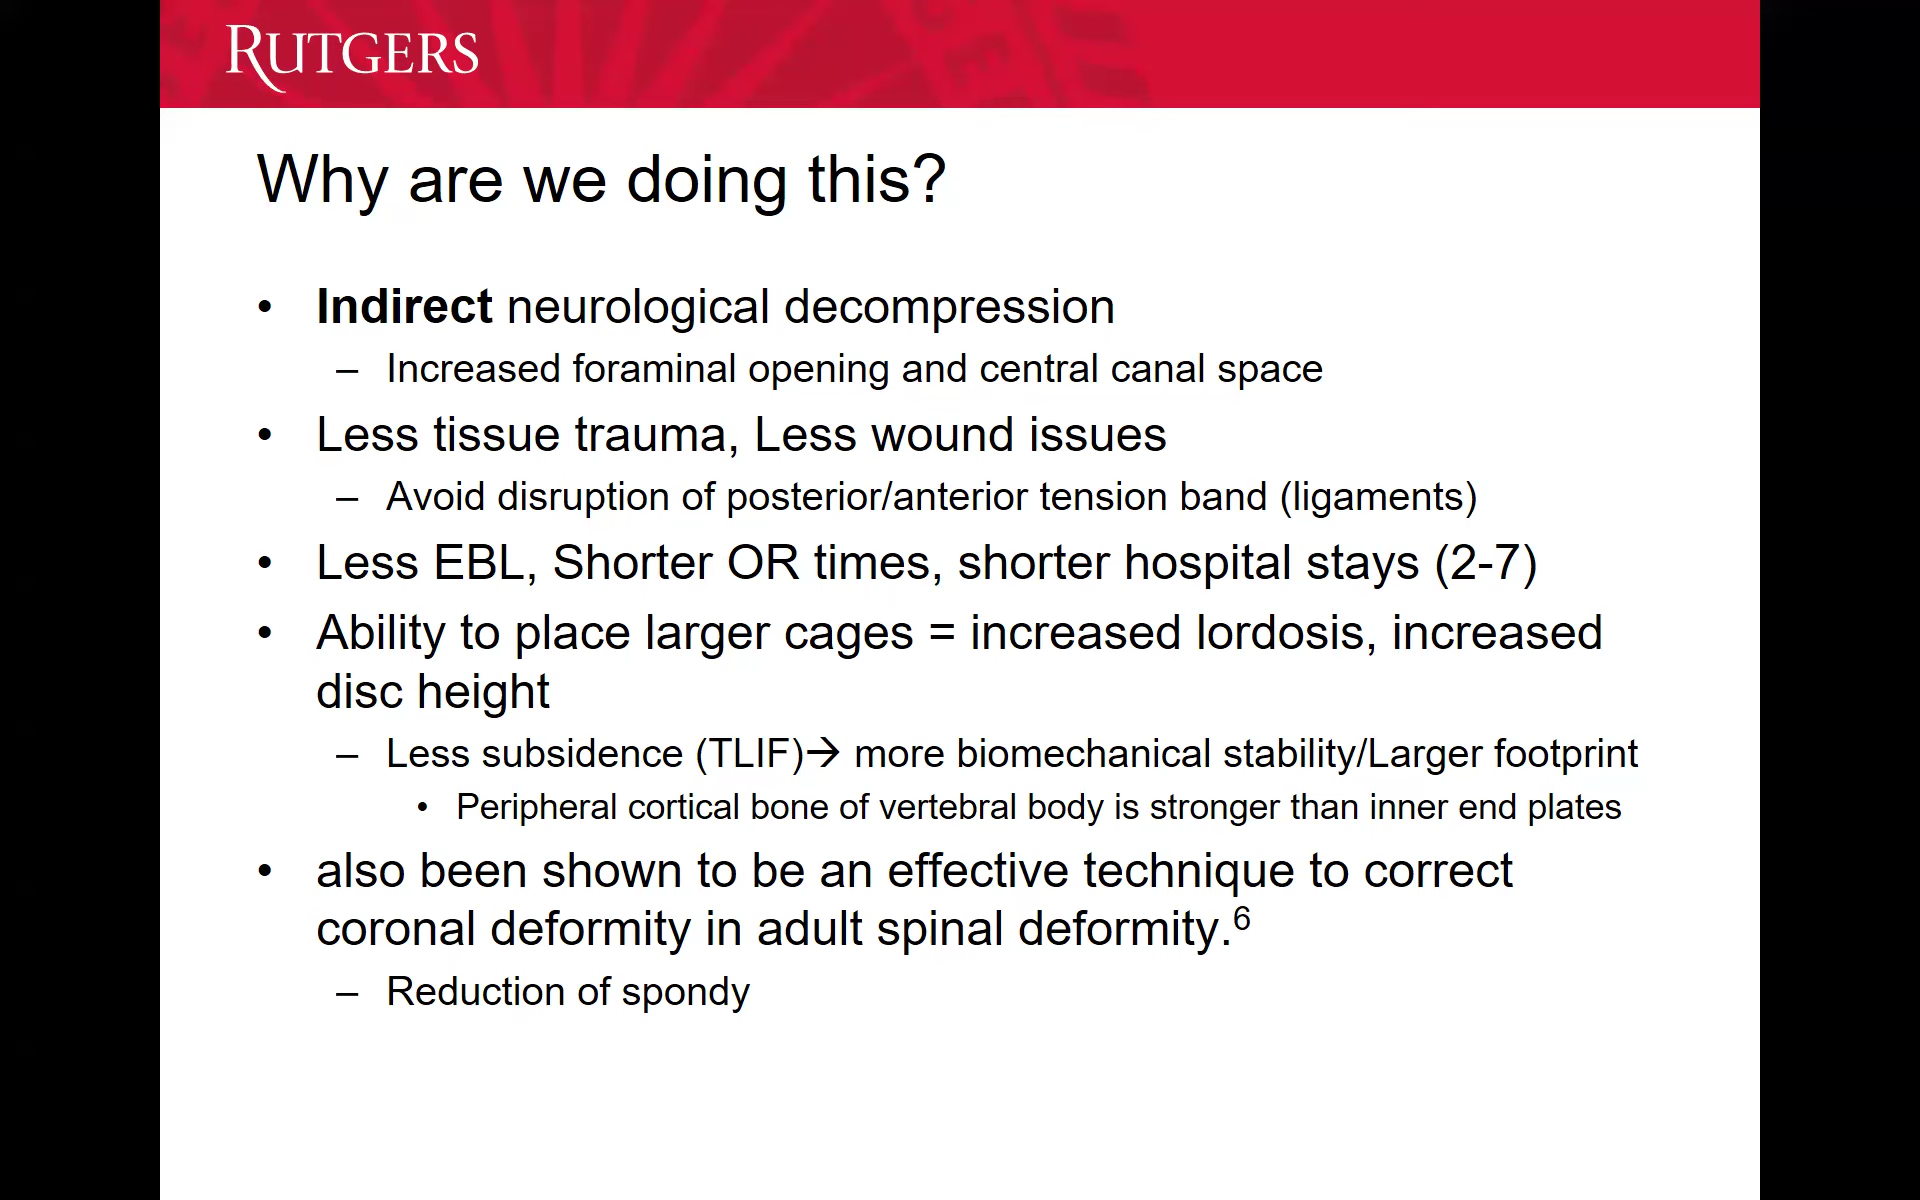 RUTGERS
Why are we doing this?
• Indirect neurological decompression
– Increased foraminal opening and central canal space
• Less tissue trauma, Less wound issues
– Avoid disruption of posterior/anterior tension band (ligaments)
• Less EBL, Shorter OR times, shorter hospital stays (2-7)
• Ability to place larger cages = increased lordosis, increased
disc height
– Less subsidence (TLIF)→ more biomechanical stability/Larger footprint
• Peripheral cortical bone of vertebral body is stronger than inner end plates
• also been shown to be an effective technique to correct
coronal deformity in adult spinal deformity.⁶
– Reduction of spondy